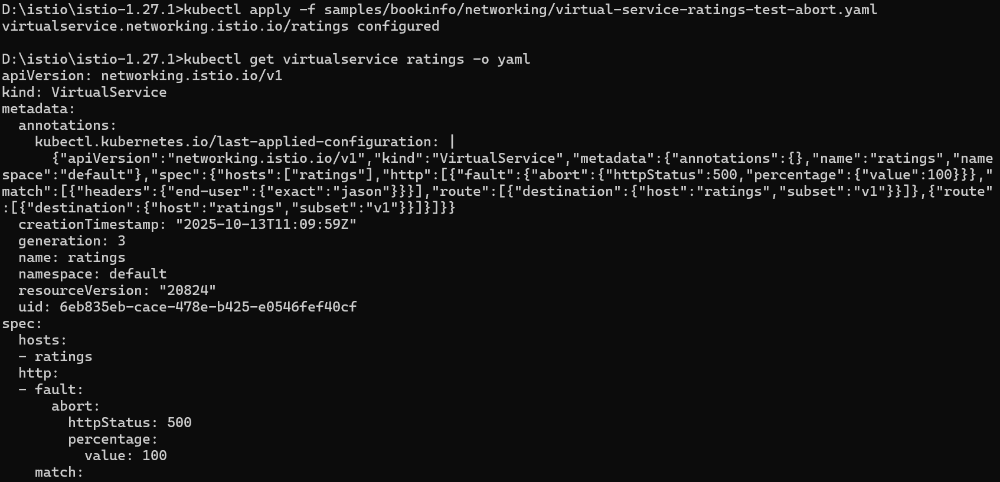 D:\istio\istio-1.27.1>kubectl apply -f samples/bookinfo/networking/virtual-service-ratings-test-abort.yaml
virtualservice.networking.istio.io/ratings configured

D:\istio\istio-1.27.1>kubectl get virtualservice ratings -o yaml
apiVersion: networking.istio.io/v1
kind: VirtualService
metadata:
  annotations:
    kubectl.kubernetes.io/last-applied-configuration: |
      {"apiVersion":"networking.istio.io/v1","kind":"VirtualService","metadata":{"annotations":{},"name":"ratings","name
space":"default"},"spec":{"hosts":["ratings"],"http":[{"fault":{"abort":{"httpStatus":500,"percentage":{"value":100}}},"
match":[{"headers":{"end-user":{"exact":"jason"}}}],"route":[{"destination":{"host":"ratings","subset":"v1"}}]},{"route"
:[{"destination":{"host":"ratings","subset":"v1"}}]}]}}
  creationTimestamp: "2025-10-13T11:09:59Z"
  generation: 3
  name: ratings
  namespace: default
  resourceVersion: "20824"
  uid: 6eb835eb-cace-478e-b425-e0546fef40cf
spec:
  hosts:
  - ratings
  http:
  - fault:
      abort:
        httpStatus: 500
        percentage:
          value: 100
    match: